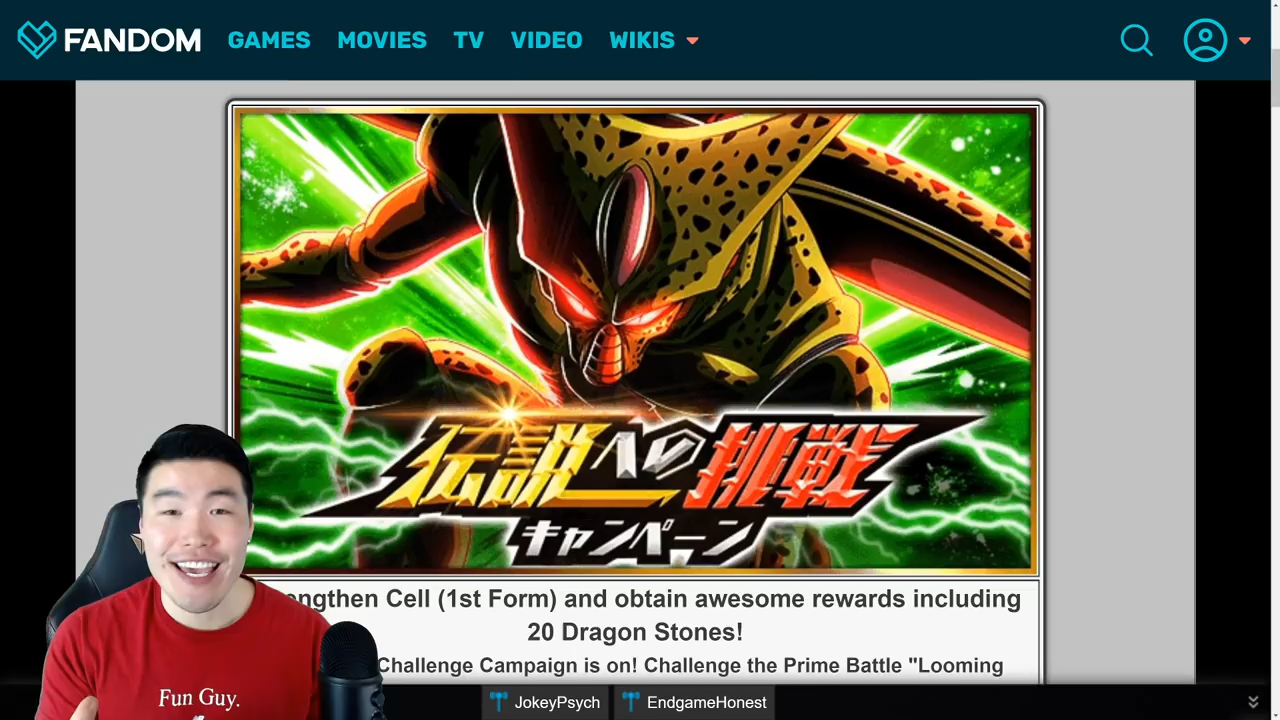 FANDOM GAMES MOVIES TV VIDEO WIKIS
伝説への挑戦
キャンペーン
ngthen Cell (1st Form) and obtain awesome rewards including
20 Dragon Stones!
Challenge Campaign is on! Challenge the Prime Battle "Looming
Fun Guy.
JokeyPsych EndgameHonest